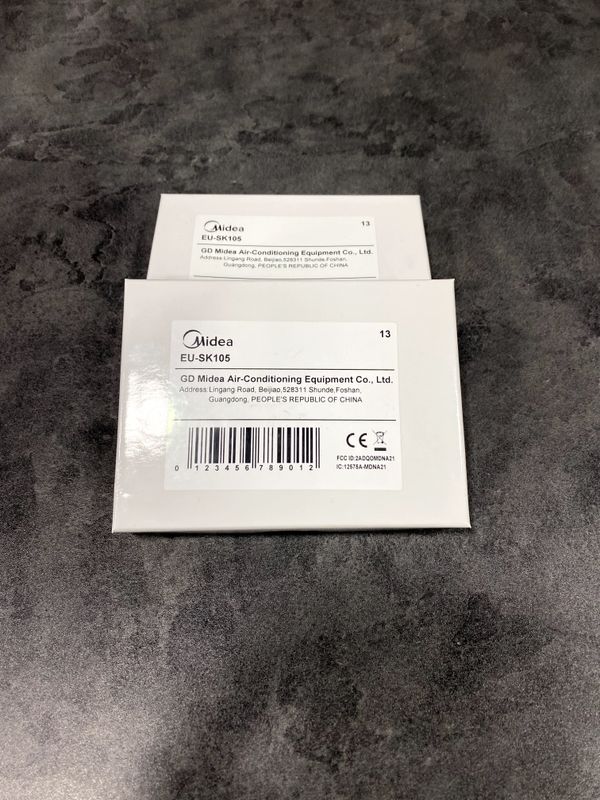 Midea
13
EU-SK105
GD Midea Air-Conditioning Equipment Co., Ltd.
Address:Lingang Road, Beijiao,528311 Shunde,Foshan,
Guangdong, PEOPLE'S REPUBLIC OF CHINA
Midea
13
EU-SK105
GD Midea Air-Conditioning Equipment Co., Ltd.
Address:Lingang Road, Beijiao,528311 Shunde,Foshan,
Guangdong, PEOPLE'S REPUBLIC OF CHINA
CE
FCC ID:2ADQOMDNA21
IC:12575A-MDNA21
0 123456 789012